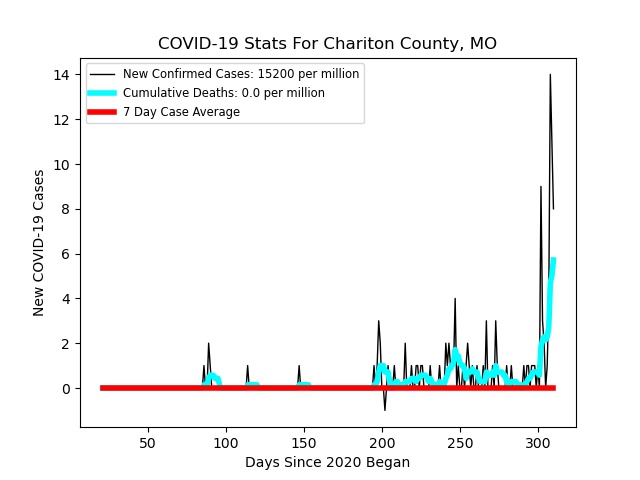 COVID-19 Stats For Chariton County, MO
New Confirmed Cases: 15200 per million
Cumulative Deaths: 0.0 per million
7 Day Case Average
New COVID-19 Cases
14
12
10
8
6
4
2
0
50 100 150 200 250 300
Days Since 2020 Began